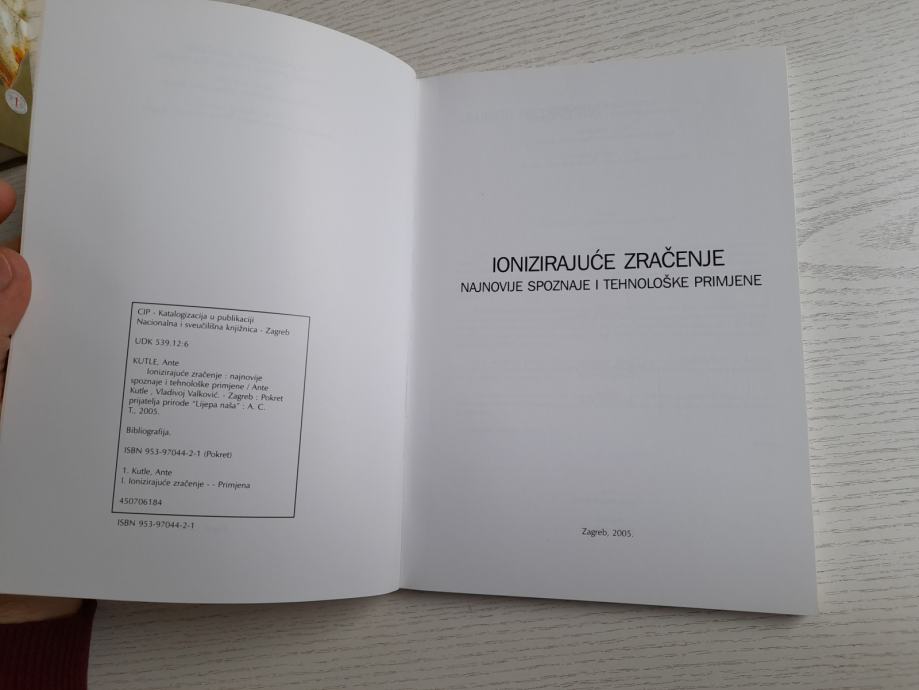 CIP - Katalogizacija u publikaciji
Nacionalna i sveučilišna knjižnica - Zagreb
UDK 539.12:6
KUTLE, Ante
Ionizirajuće zračenje : najnovije
spoznaje i tehnološke primjene / Ante
Kutle , Vladivoj Valković. - Zagreb : Pokret
prijatelja prirode "Lijepa naša" : A. C.
T., 2005.
Bibliografija.
ISBN 953-97044-2-1 (Pokret)
1. Kutle, Ante
I. Ionizirajuće zračenje - - Primjena
450706184
ISBN 953-97044-2-1
IONIZIRAJUĆE ZRAČENJE
NAJNOVIJE SPOZNAJE I TEHNOLOŠKE PRIMJENE
Zagreb, 2005.